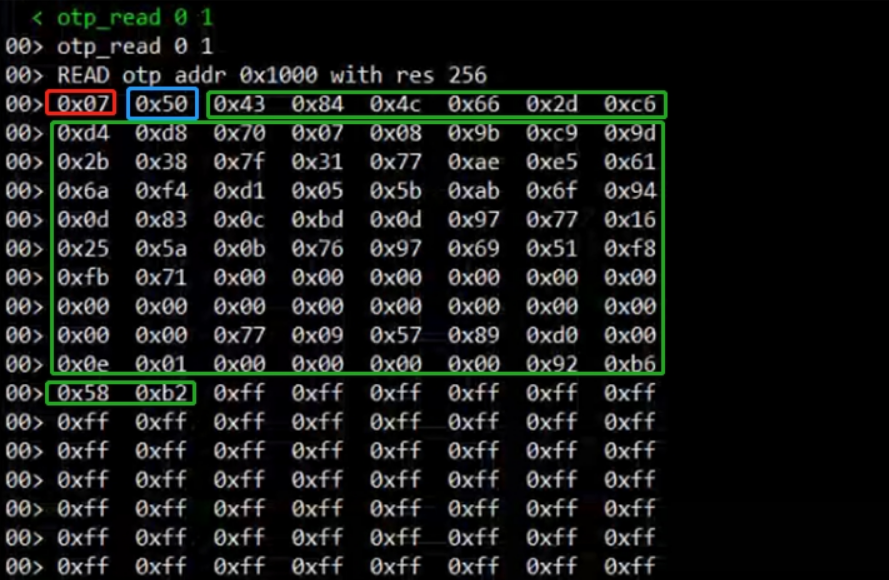 < otp_read 0 1
00> otp_read 0 1
00> READ otp addr 0x1000 with res 256
00> 0x07 0x50 0x43 0x84 0x4c 0x66 0x2d 0xc6
00> 0xd4 0xd8 0x70 0x07 0x08 0x9b 0xc9 0x9d
00> 0x2b 0x38 0x7f 0x31 0x77 0xae 0xe5 0x61
00> 0x6a 0xf4 0xd1 0x05 0x5b 0xab 0x6f 0x94
00> 0x0d 0x83 0x0c 0xbd 0x0d 0x97 0x77 0x16
00> 0x25 0x5a 0x0b 0x76 0x97 0x69 0x51 0xf8
00> 0xfb 0x71 0x00 0x00 0x00 0x00 0x00 0x00
00> 0x00 0x00 0x00 0x00 0x00 0x00 0x00 0x00
00> 0x00 0x00 0x77 0x09 0x57 0x89 0xd0 0x00
00> 0x0e 0x01 0x00 0x00 0x00 0x00 0x92 0xb6
00> 0x58 0xb2 0xff 0xff 0xff 0xff 0xff 0xff
00> 0xff 0xff 0xff 0xff 0xff 0xff 0xff 0xff
00> 0xff 0xff 0xff 0xff 0xff 0xff 0xff 0xff
00> 0xff 0xff 0xff 0xff 0xff 0xff 0xff 0xff
00> 0xff 0xff 0xff 0xff 0xff 0xff 0xff 0xff
00> 0xff 0xff 0xff 0xff 0xff 0xff 0xff 0xff
00> 0xff 0xff 0xff 0xff 0xff 0xff 0xff 0xff